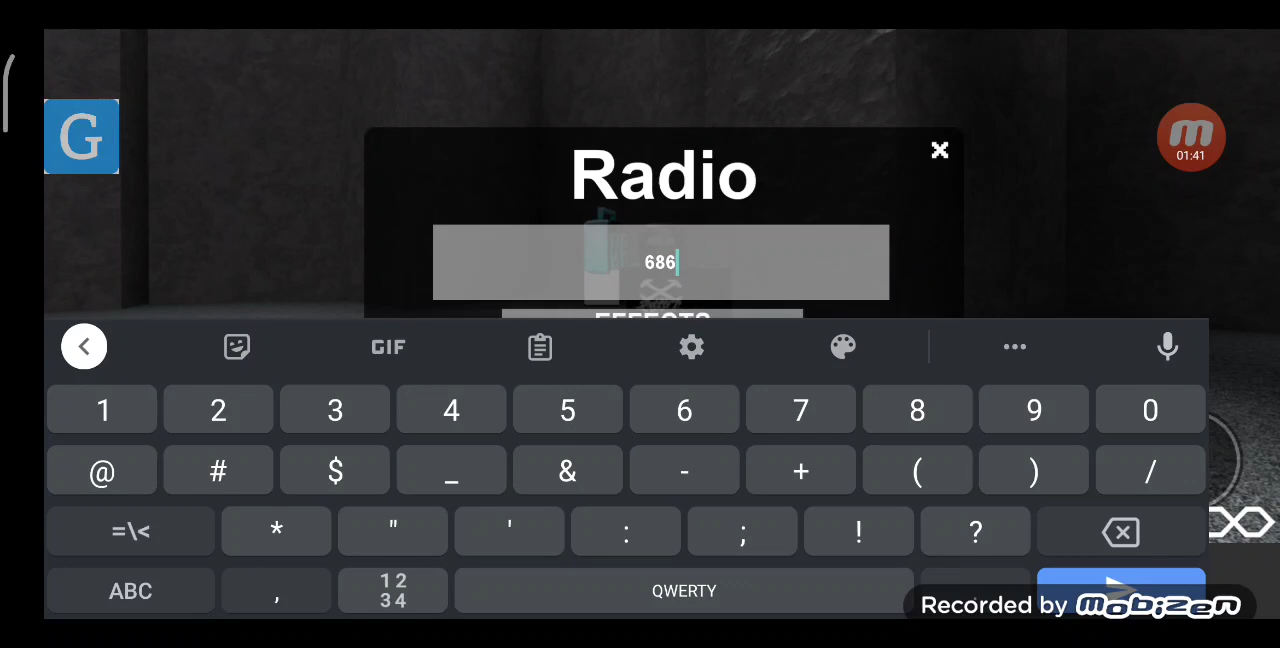 G
m
01:41
Radio
686
EFFECTS
GIF
1 2 3 4 5 6 7 8 9 0
@ # $ _ & - + ( ) /
=\< * " ' : ; ! ?
ABC , 1 2 3 4 QWERTY
Recorded by mobizen